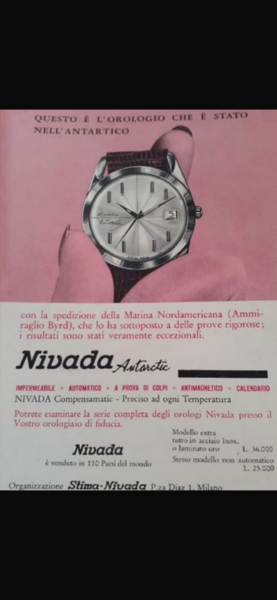 QUESTO È L'OROLOGIO CHE È STATO
NELL'ANTARTICO
con la spedizione della Marina Nordamericana (Ammi-
raglio Byrd), che lo ha sottoposto a delle prove rigorose;
i risultati sono stati veramente eccezionali.
Nivada Antarctic
IMPERMEABILE • AUTOMATICO • A PROVA DI COLPI • ANTIMAGNETICO • CALENDARIO
NIVADA Compensamatic - Preciso ad ogni Temperatura
Potrete esaminare la serie completa degli orologi Nivada presso il
Vostro orologiaio di fiducia.
Nivada
è venduto in 110 Paesi del mondo
Modello extra
tutto in acciaio Inox,
o laminato oro L. 34.000
Stesso modello non automatico
L. 25.000
Organizzazione Stima-Nivada P.za Diaz 1, Milano